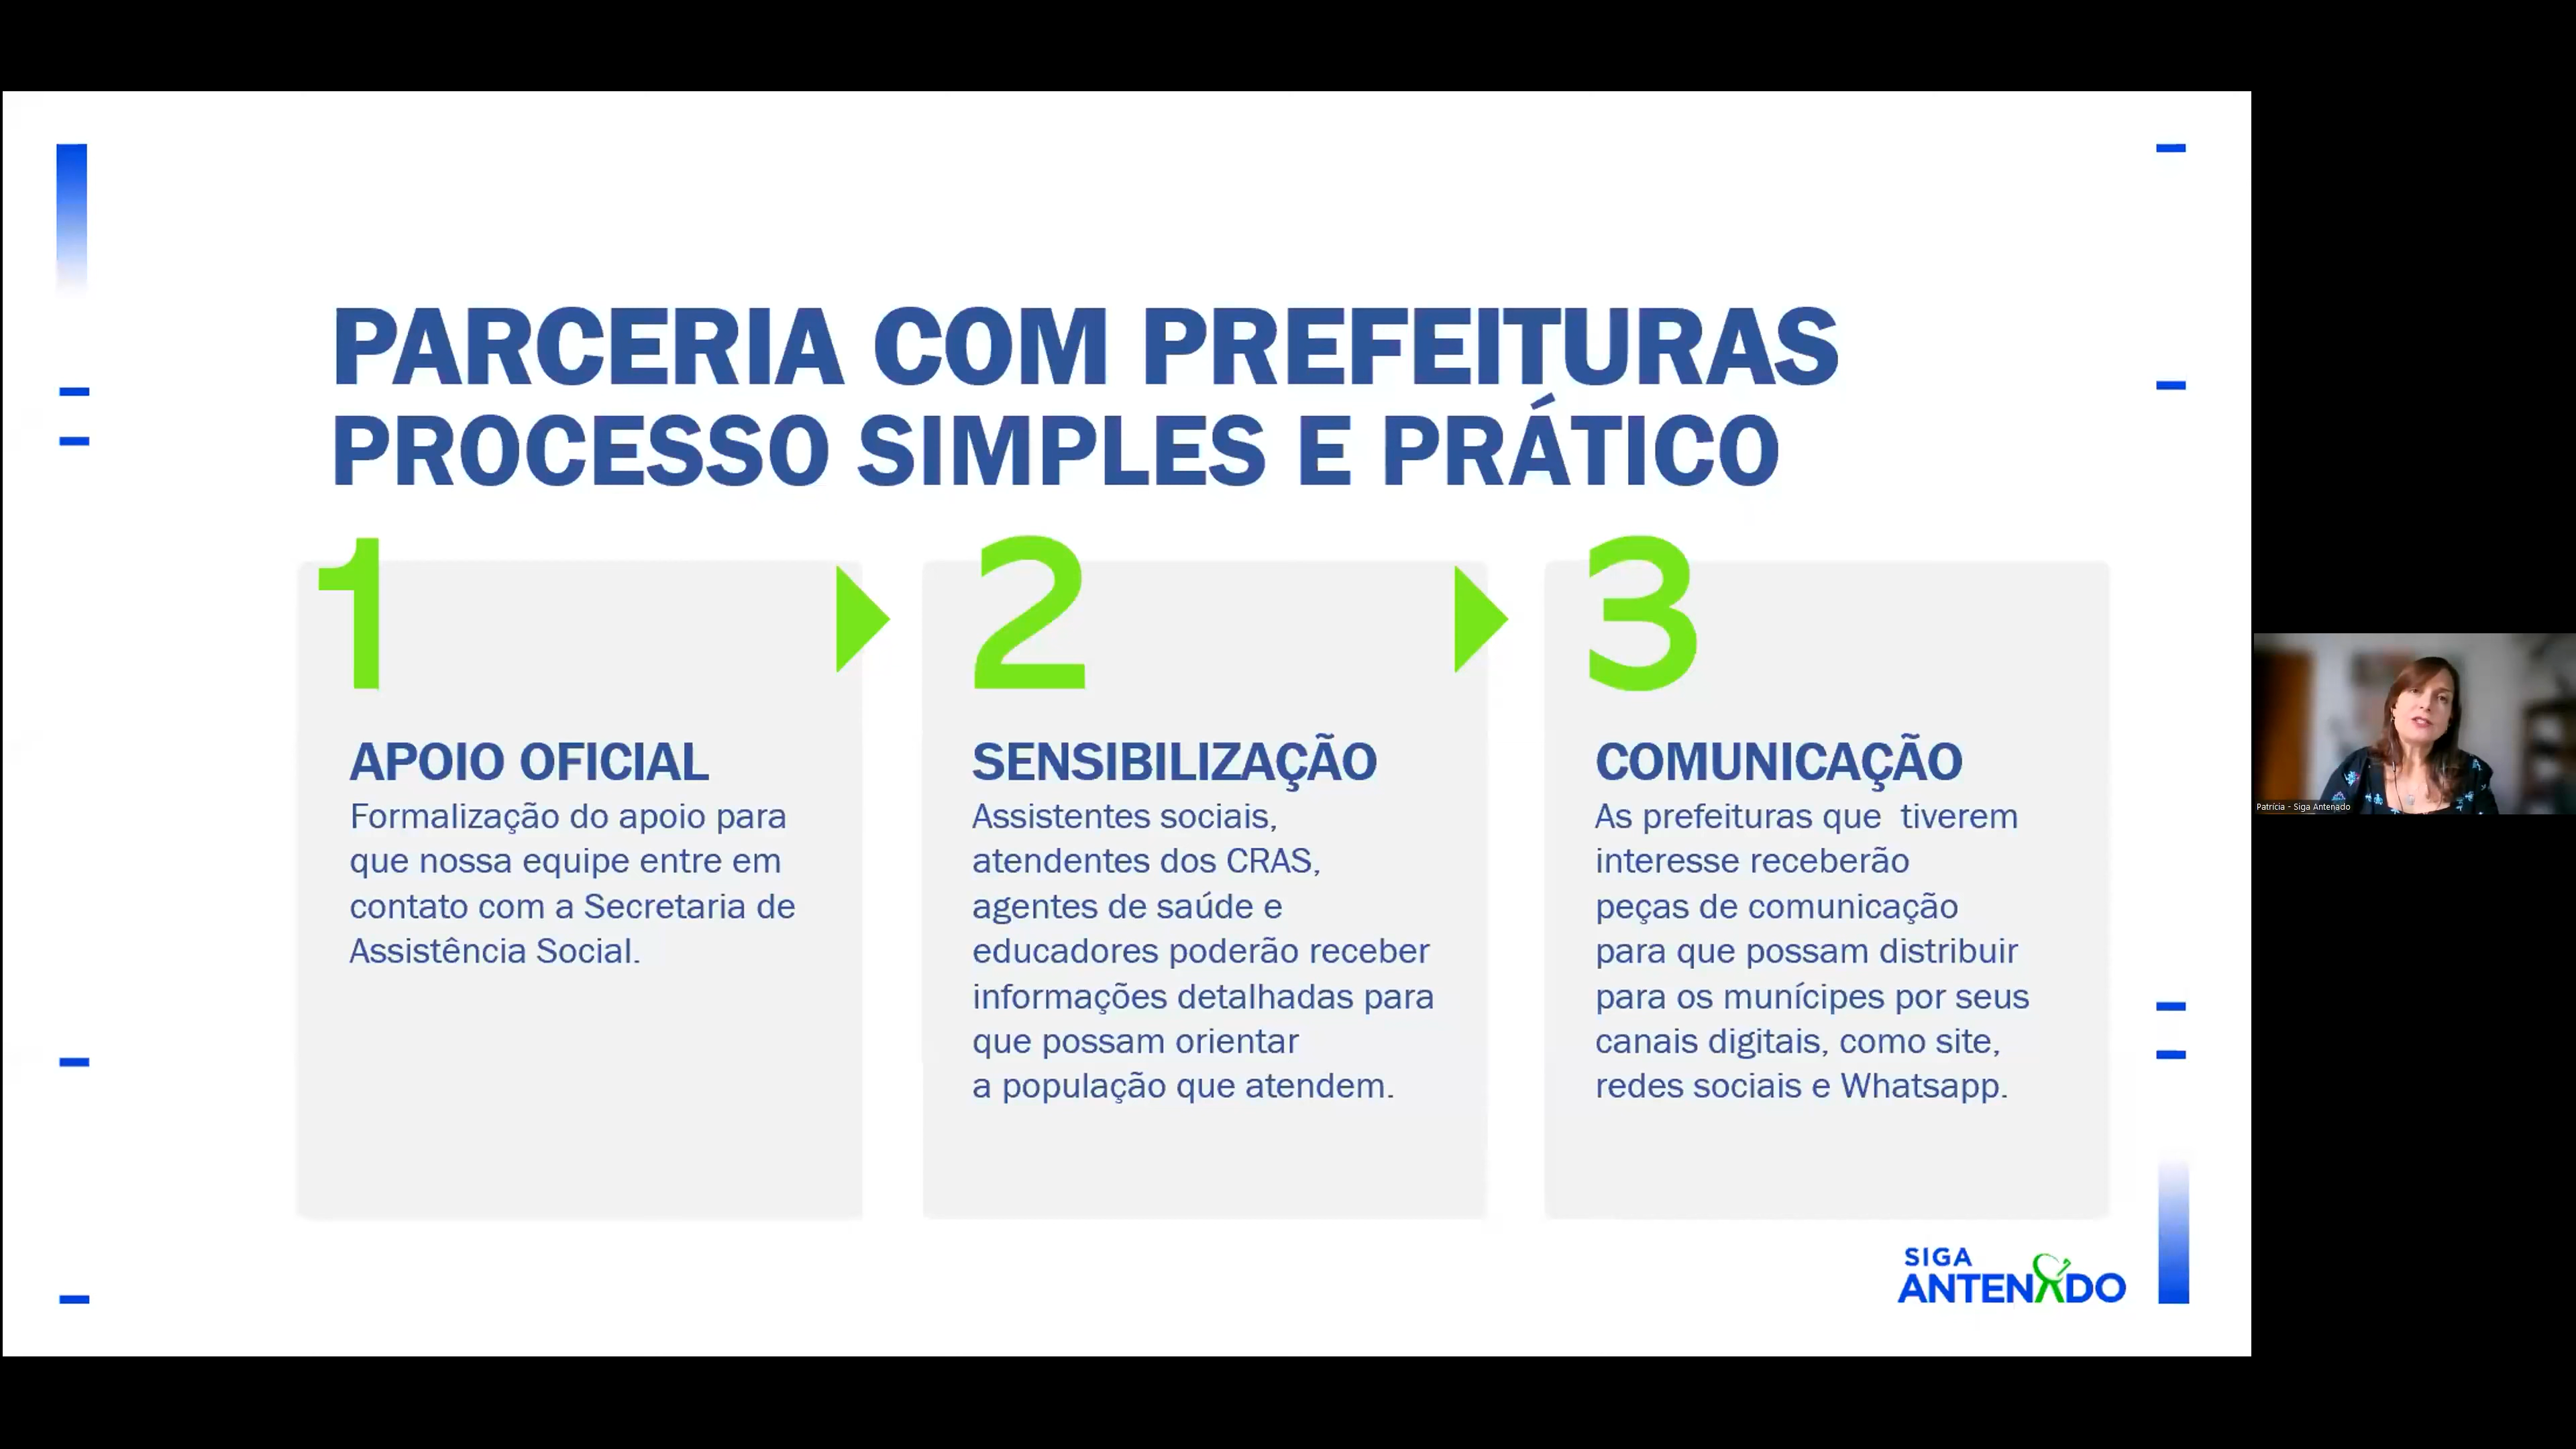 PARCERIA COM PREFEITURAS
PROCESSO SIMPLES E PRÁTICO
1
APOIO OFICIAL
Formalização do apoio para
que nossa equipe entre em
contato com a Secretaria de
Assistência Social.
2
SENSIBILIZAÇÃO
Assistentes sociais,
atendentes dos CRAS,
agentes de saúde e
educadores poderão receber
informações detalhadas para
que possam orientar
a população que atendem.
3
COMUNICAÇÃO
As prefeituras que  tiverem
interesse receberão
peças de comunicação
para que possam distribuir
para os munícipes por seus
canais digitais, como site,
redes sociais e Whatsapp.
SIGA
ANTENADO
Patrícia - Siga Antenado